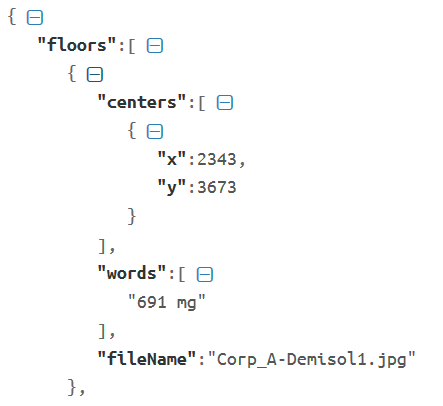 {
"floors":[
{
"centers":[
{
"x":2343,
"y":3673
}
],
"words":[
"691 mg"
],
"fileName":"Corp_A-Demisol1.jpg"
},